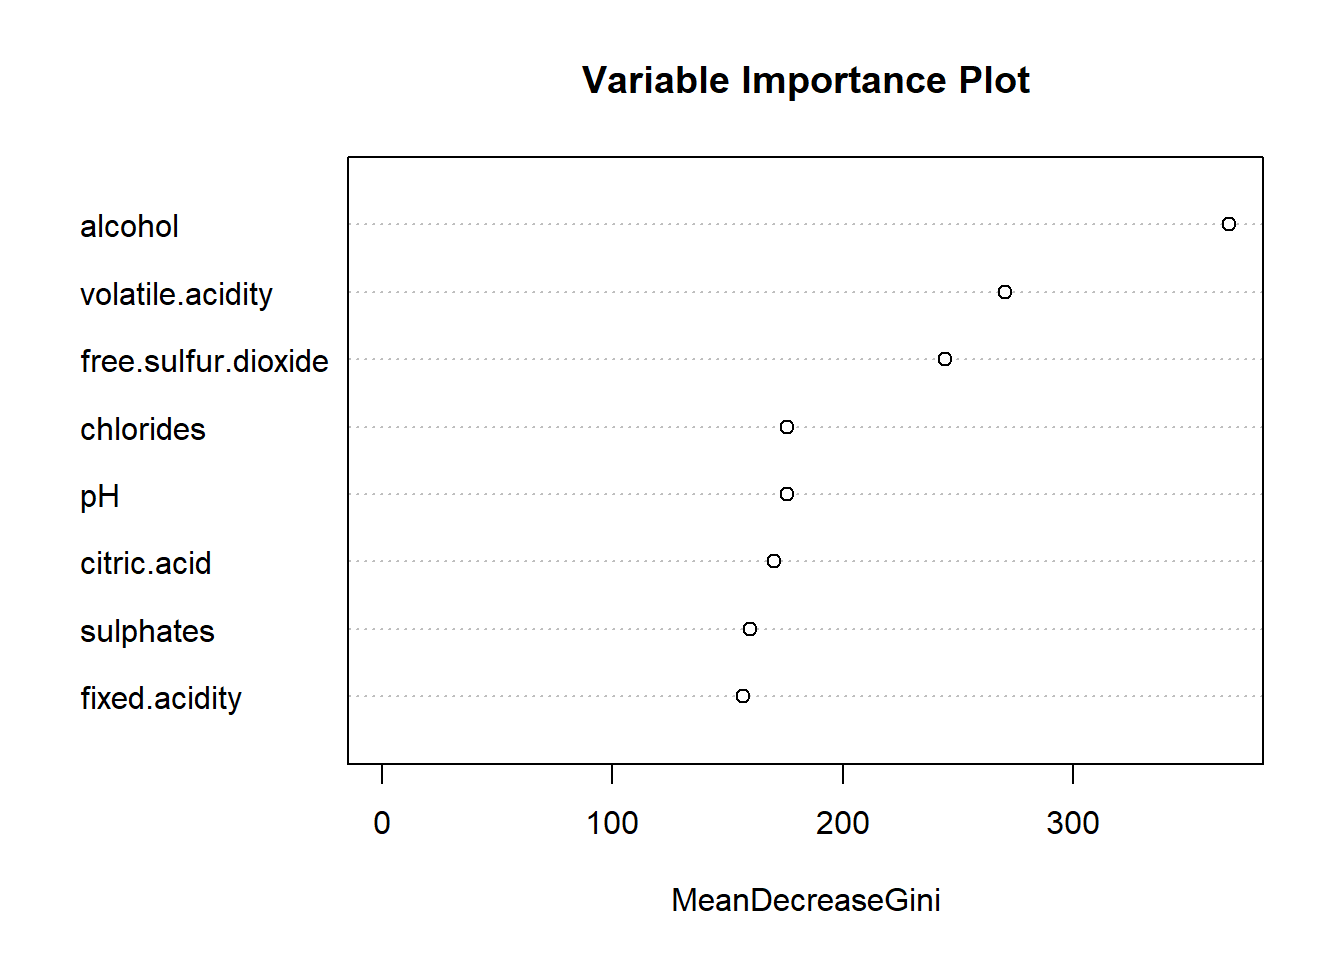 Variable Importance Plot
alcohol
volatile.acidity
free.sulfur.dioxide
chlorides
pH
citric.acid
sulphates
fixed.acidity
0 100 200 300
MeanDecreaseGini